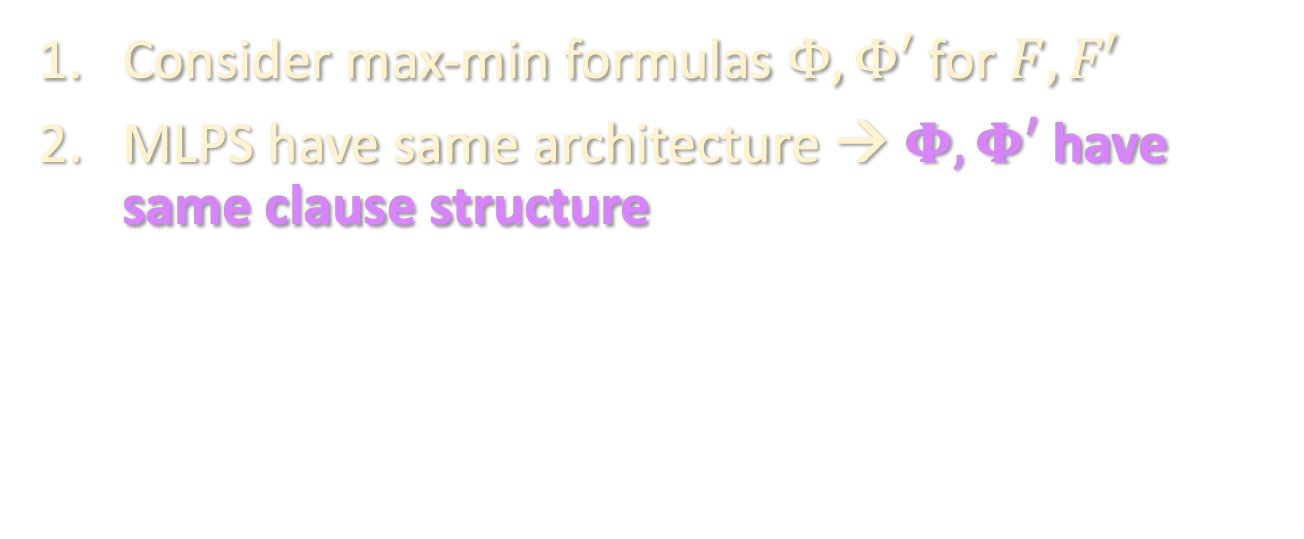 1. Consider max-min formulas Φ, Φ′ for F, F′
2. MLPS have same architecture → Φ, Φ′ have
same clause structure